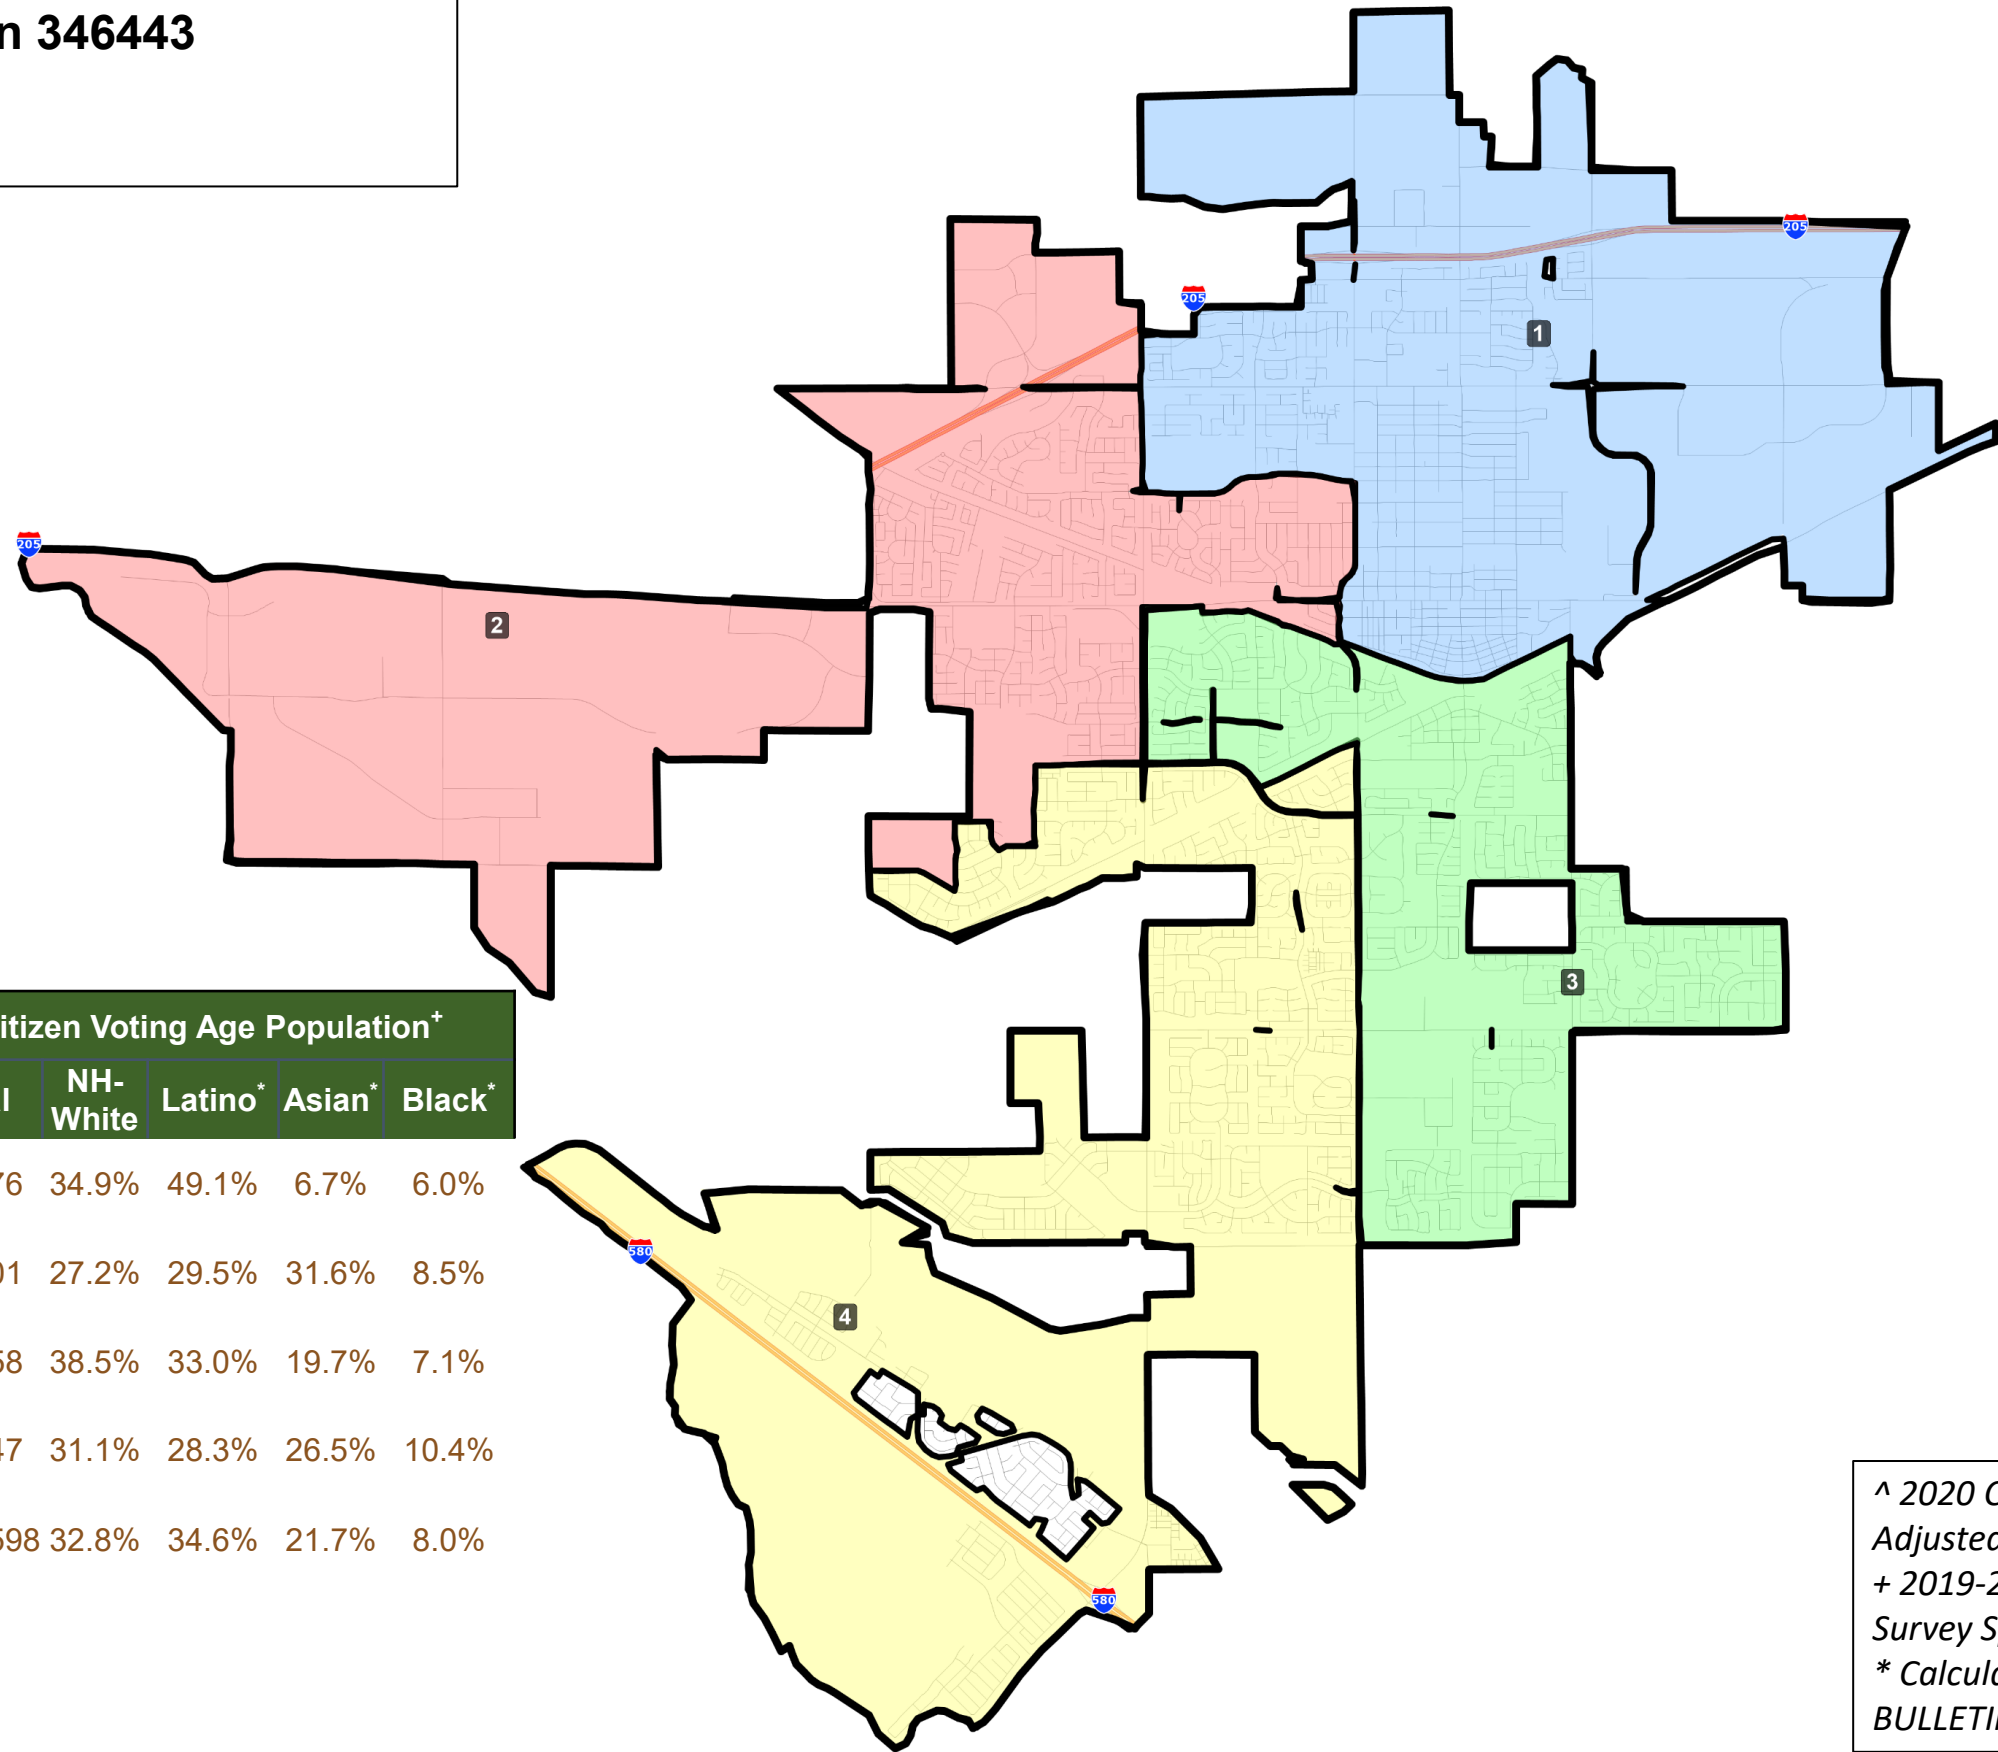 n 346443
205
205
1
205
2
itizen Voting Age Population+
l NH-White Latino* Asian* Black*
76 34.9% 49.1% 6.7% 6.0%
01 27.2% 29.5% 31.6% 8.5%
58 38.5% 33.0% 19.7% 7.1%
47 31.1% 28.3% 26.5% 10.4%
598 32.8% 34.6% 21.7% 8.0%
3
580
4
580
^ 2020 C
Adjusted
+ 2019-2
Survey S
* Calcula
BULLETI